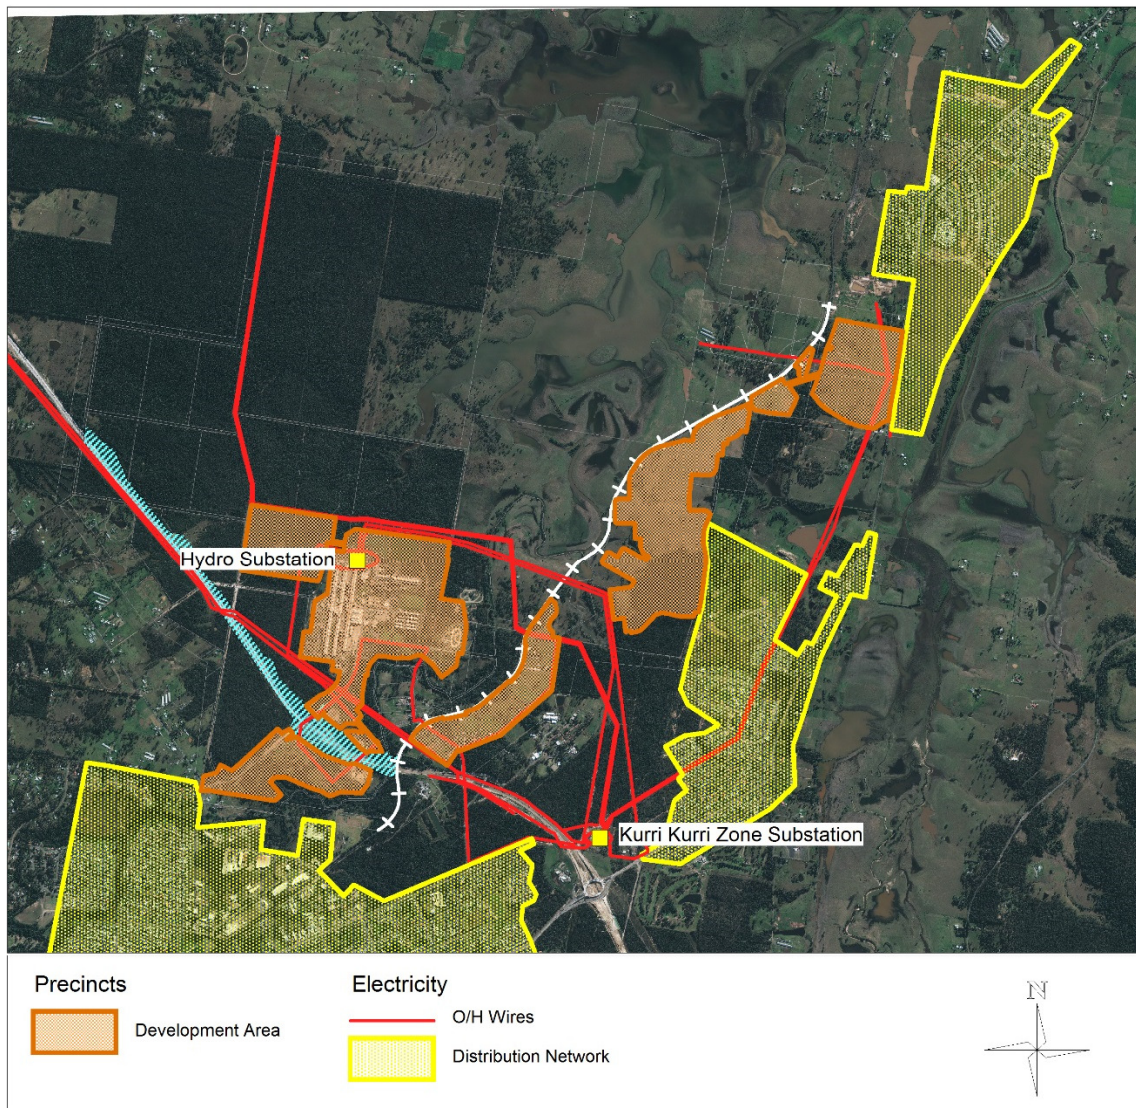 Hydro Substation
Kurri Kurri Zone Substation
Precincts
Development Area
Electricity
O/H Wires
Distribution Network
N